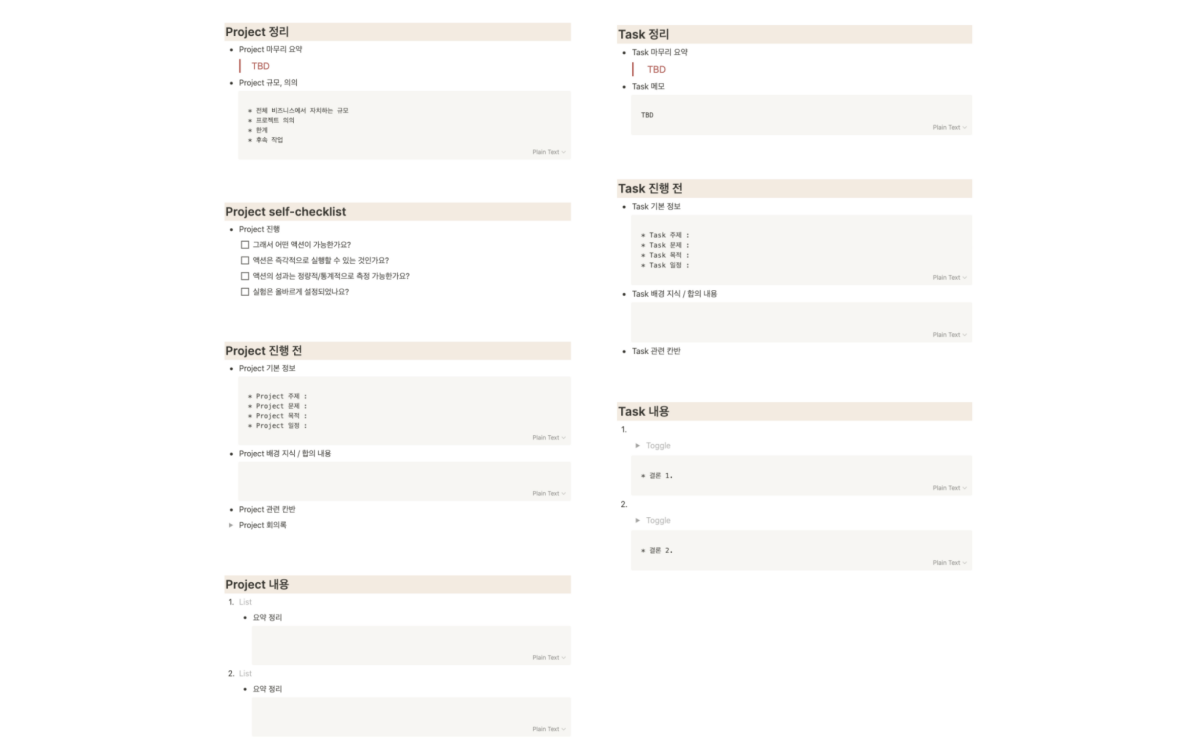 Project 정리
• Project 마무리 요약
TBD
• Project 규모, 의의
* 전체 비즈니스에서 차지하는 규모
* 프로젝트 의의
* 한계
* 후속 작업
Plain Text
Project self-checklist
• Project 진행
그래서 어떤 액션이 가능한가요?
액션은 즉각적으로 실행할 수 있는 것인가요?
액션의 성과는 정량적/통계적으로 측정 가능한가요?
실험은 올바르게 설정되었나요?
Project 진행 전
• Project 기본 정보
* Project 주제 :
* Project 문제 :
* Project 목적 :
* Project 일정 :
Plain Text
• Project 배경 지식 / 합의 내용
Plain Text
• Project 관련 칸반
Project 회의록
Project 내용
1. List
• 요약 정리
Plain Text
2. List
• 요약 정리
Plain Text
Task 정리
• Task 마무리 요약
TBD
• Task 메모
TBD
Plain Text
Task 진행 전
• Task 기본 정보
* Task 주제 :
* Task 문제 :
* Task 목적 :
* Task 일정 :
Plain Text
• Task 배경 지식 / 합의 내용
Plain Text
• Task 관련 칸반
Task 내용
1.
Toggle
* 결론 1.
Plain Text
2.
Toggle
* 결론 2.
Plain Text